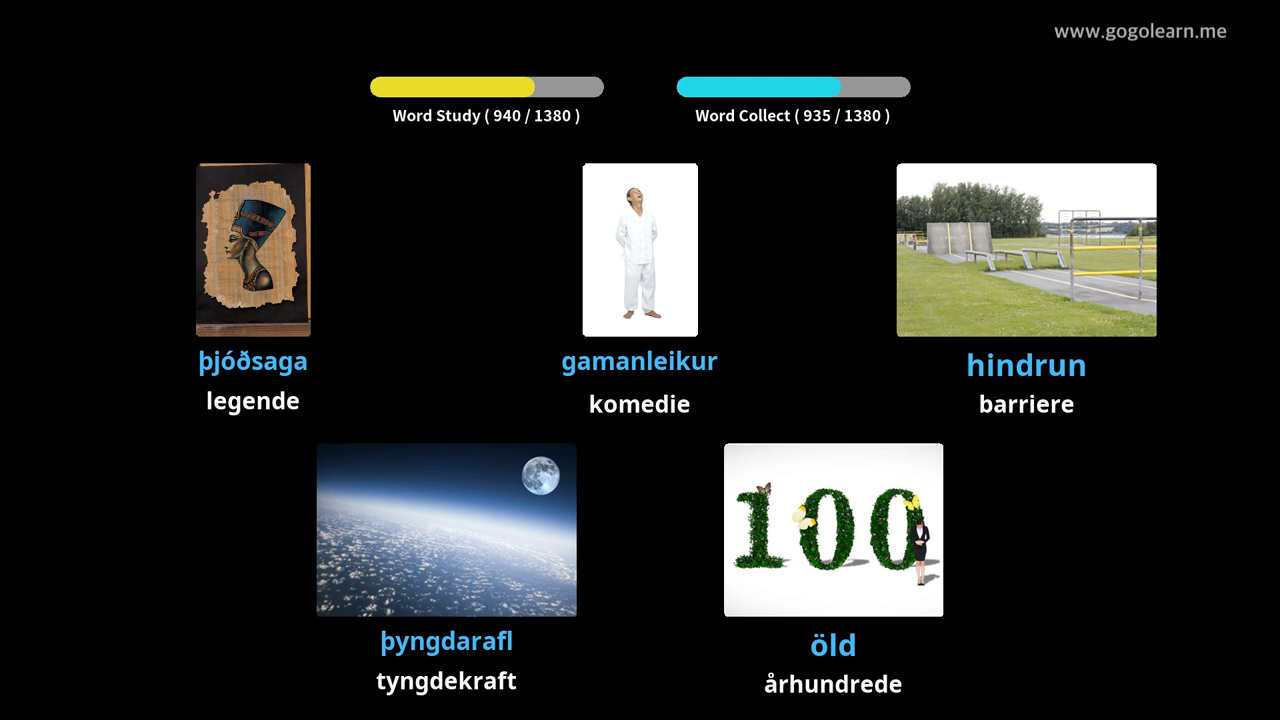 www.gogolearn.me
Word Study ( 940 / 1380 )
Word Collect ( 935 / 1380 )
þjóðsaga
legende
gamanleikur
komedie
hindrun
barriere
þyngdarafl
tyngdekraft
100
öld
århundrede